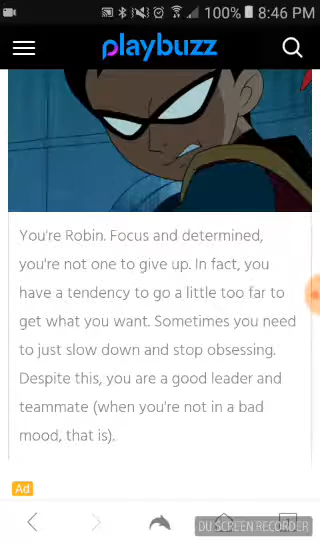 100% 8:46 PM
playbuzz
You're Robin. Focus and determined,
you're not one to give up. In fact, you
have a tendency to go a little too far to
get what you want. Sometimes you need
to just slow down and stop obsessing.
Despite this, you are a good leader and
teammate (when you're not in a bad
mood, that is).
Ad
DU SCREEN RECORDER